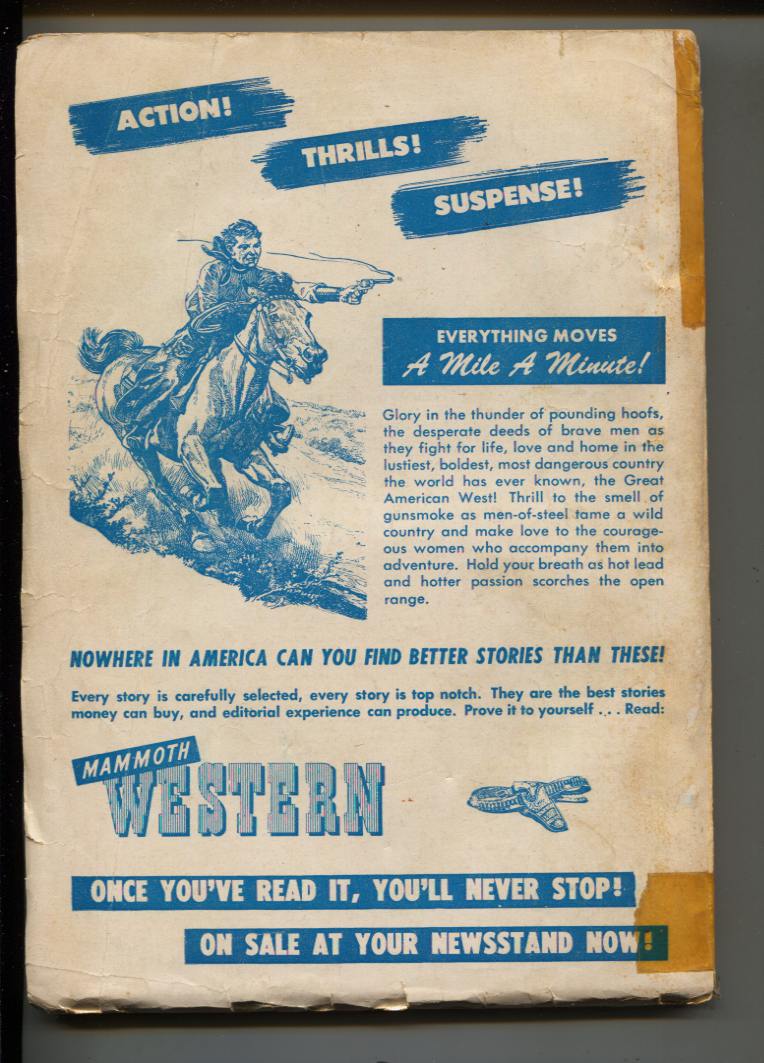 ACTION!
THRILLS!
SUSPENSE!
EVERYTHING MOVES
A Mile A Minute!
Glory in the thunder of pounding hoofs,
the desperate deeds of brave men as
they fight for life, love and home in the
lustiest, boldest, most dangerous country
the world has ever known, the Great
American West! Thrill to the smell of
gunsmoke as men-of-steel tame a wild
country and make love to the courage-
ous women who accompany them into
adventure. Hold your breath as hot lead
and hotter passion scorches the open
range.
NOWHERE IN AMERICA CAN YOU FIND BETTER STORIES THAN THESE!
Every story is carefully selected, every story is top notch. They are the best stories
money can buy, and editorial experience can produce. Prove it to yourself . . . Read:
MAMMOTH
WESTERN
ONCE YOU'VE READ IT, YOU'LL NEVER STOP!
ON SALE AT YOUR NEWSSTAND NOW!